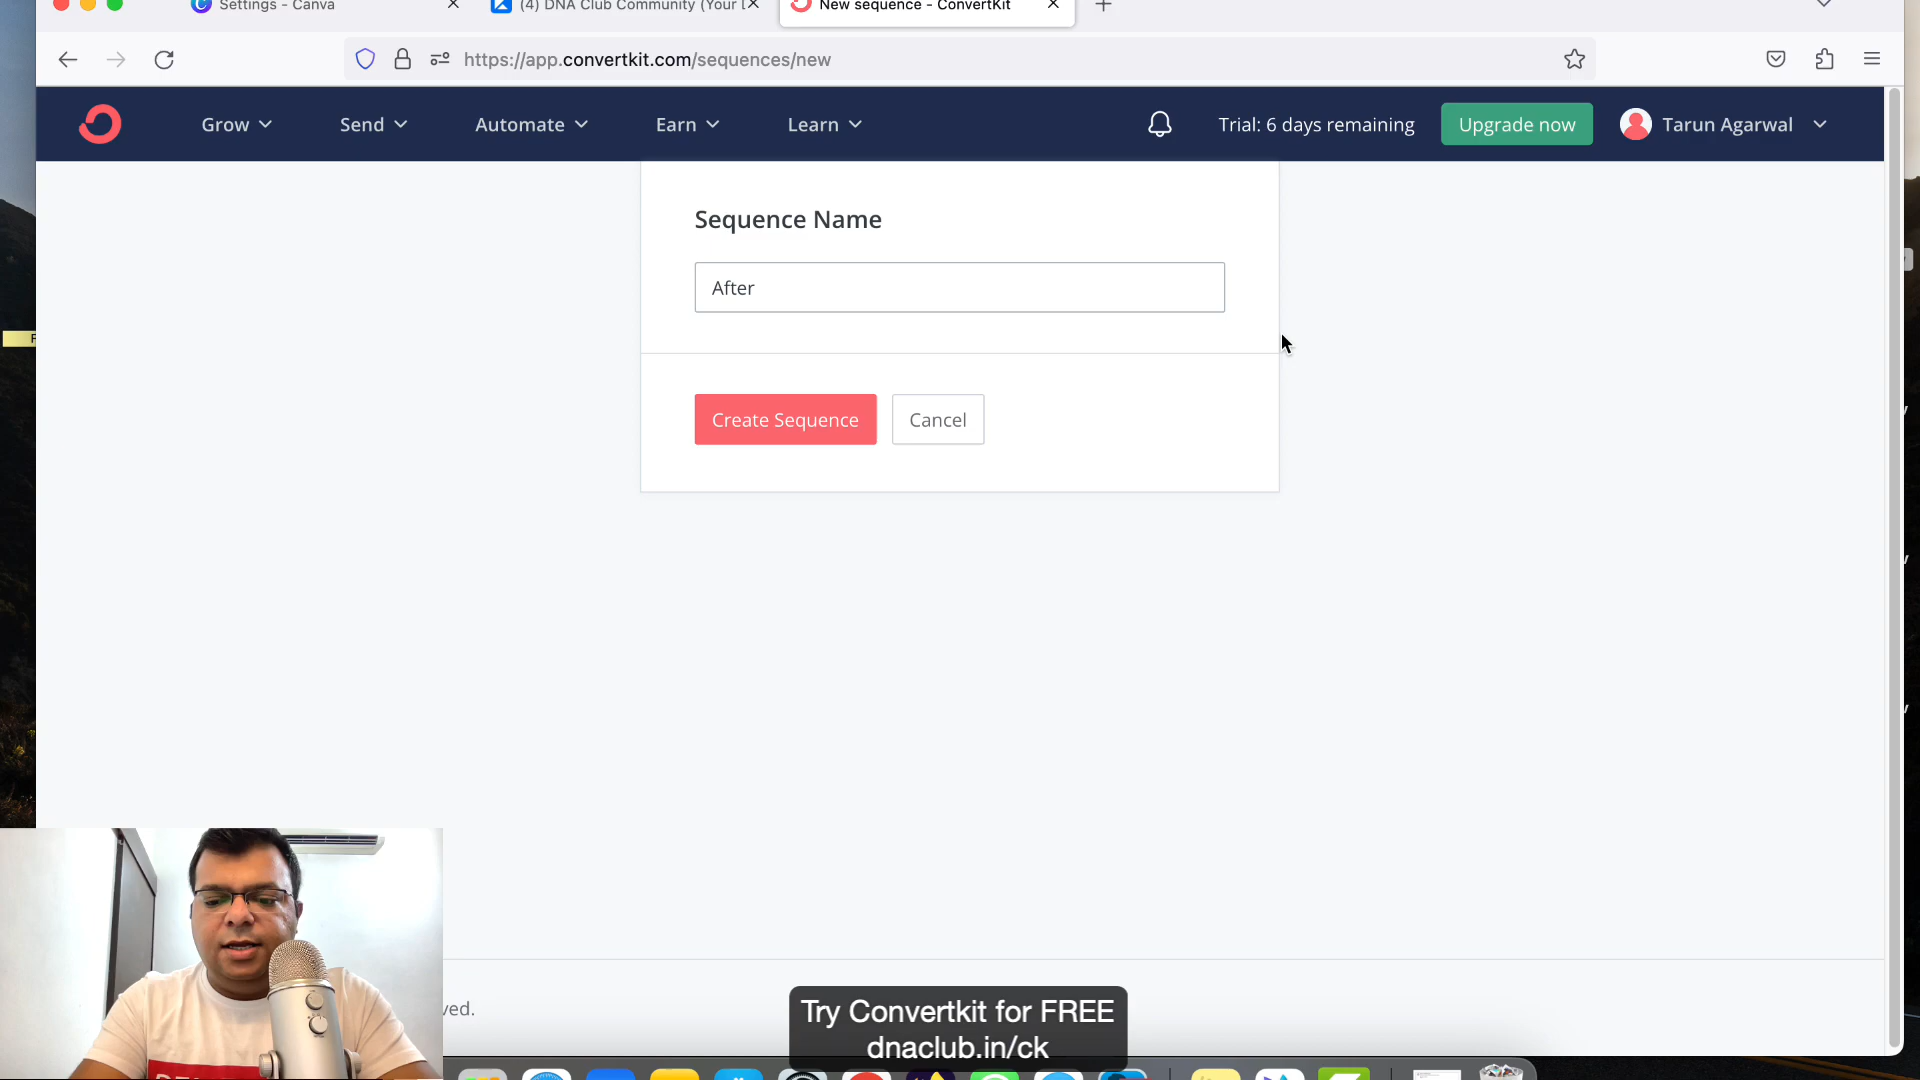 Settings - Canva
(4) DNA Club Community (Your
New sequence - ConvertKit
https://app.convertkit.com/sequences/new
Grow
Send
Automate
Earn
Learn
Trial: 6 days remaining
Upgrade now
Tarun Agarwal
Sequence Name
After
Create Sequence
Cancel
ved.
Try Convertkit for FREE
dnaclub.in/ck